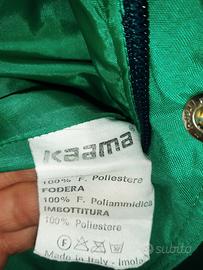 Kaama
100% F. Poliestere
FODERA
100% F. Poliammidica
IMBOTTITURA
100% Poliestere
F
Made in Italy - Imola
subito